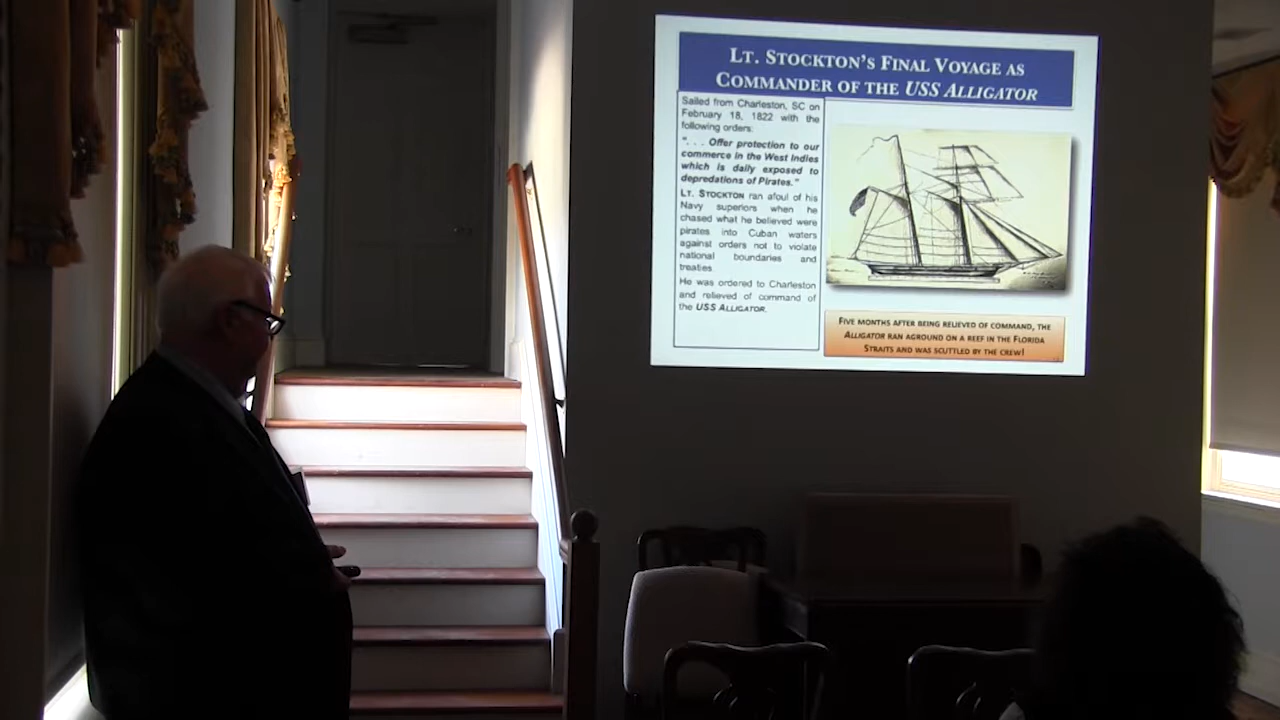 LT. STOCKTON'S FINAL VOYAGE AS
COMMANDER OF THE USS ALLIGATOR
Sailed from Charleston, SC on
February 18, 1822 with the
following orders:
". . . Offer protection to our
commerce in the West Indies
which is daily exposed to
depredations of Pirates."
LT. STOCKTON ran afoul of his
Navy superiors when he
chased what he believed were
pirates into Cuban waters
against orders not to violate
national boundaries and
treaties.
He was ordered to Charleston
and relieved of command of
the USS ALLIGATOR.
FIVE MONTHS AFTER BEING RELIEVED OF COMMAND, THE
ALLIGATOR RAN AGROUND ON A REEF IN THE FLORIDA
STRAITS AND WAS SCUTTLED BY THE CREW!